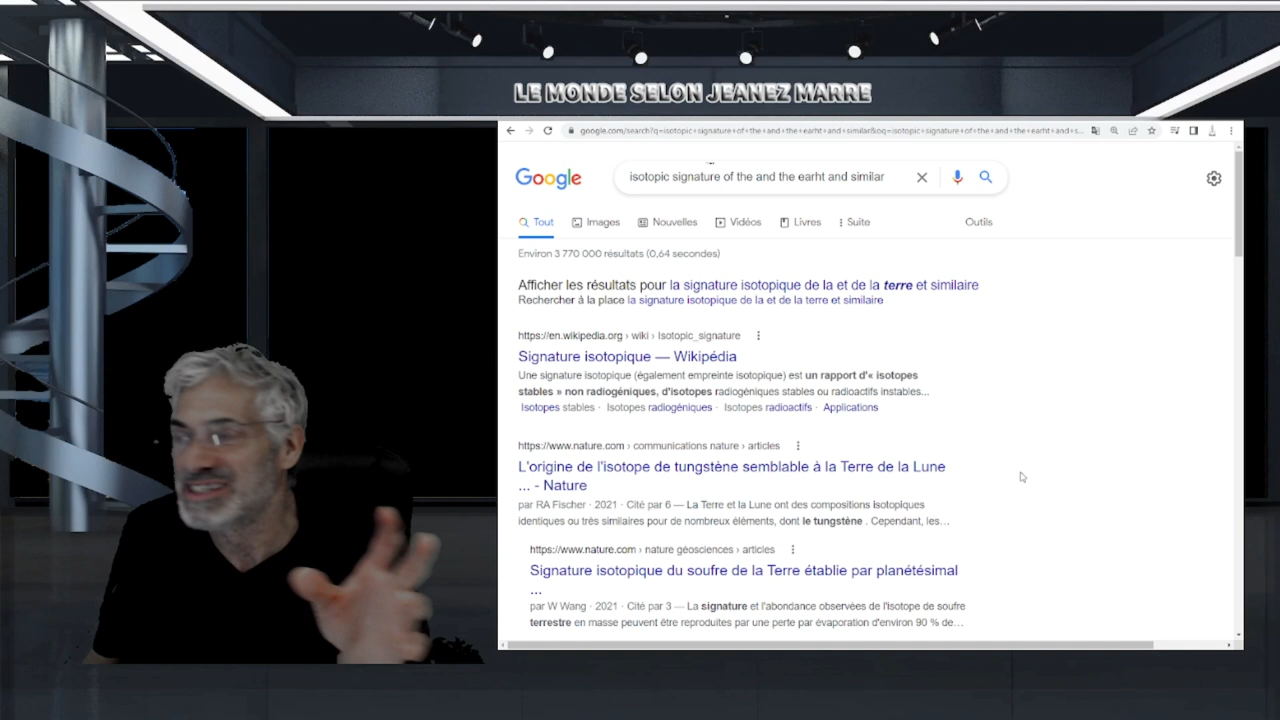 LE MONDE SELON JEANEZ MARRE
google.com/search?q=isotopic+signature+of+the+and+the+earht+and+similar&oq=isotopic+signature+of+the+and+the+earht+and+s...
Google
isotopic signature of the and the earht and similar
Tout Images Nouvelles Vidéos Livres Suite Outils
Environ 3 770 000 résultats (0,64 secondes)
Afficher les résultats pour la signature isotopique de la et de la terre et similaire
Rechercher à la place la signature isotopique de la et de la terre et similaire
https://en.wikipedia.org › wiki › Isotopic_signature
Signature isotopique — Wikipédia
Une signature isotopique (également empreinte isotopique) est un rapport d'« isotopes
stables » non radiogéniques, d'isotopes radiogéniques stables ou radioactifs instables...
Isotopes stables · Isotopes radiogéniques · Isotopes radioactifs · Applications
https://www.nature.com › communications nature › articles
L'origine de l'isotope de tungstène semblable à la Terre de la Lune
... - Nature
par RA Fischer · 2021 · Cité par 6 — La Terre et la Lune ont des compositions isotopiques
identiques ou très similaires pour de nombreux éléments, dont le tungstène . Cependant, les...
https://www.nature.com › nature géosciences › articles
Signature isotopique du soufre de la Terre établie par planétésimal
...
par W Wang · 2021 · Cité par 3 — La signature et l'abondance observées de l'isotope de soufre
terrestre en masse peuvent être reproduites par une perte par évaporation d'environ 90 % de...